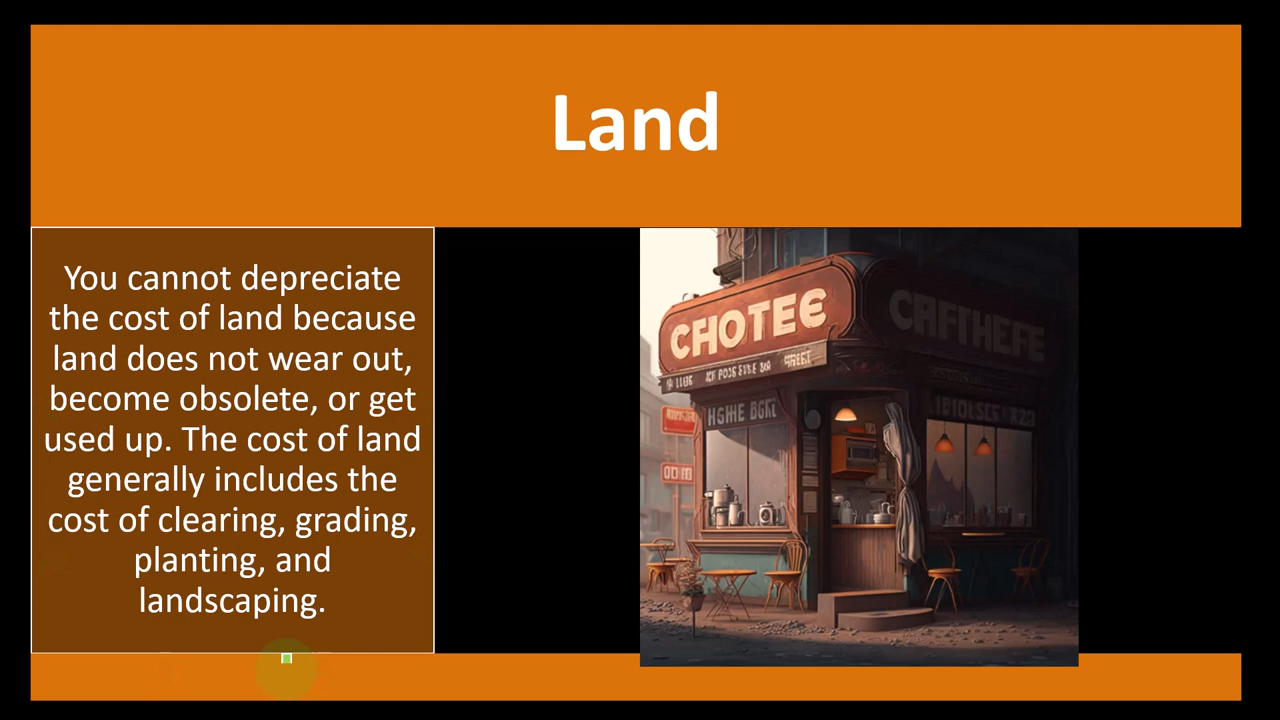 Land
You cannot depreciate
the cost of land because
land does not wear out,
become obsolete, or get
used up. The cost of land
generally includes the
cost of clearing, grading,
planting, and
landscaping.
CHOTEE